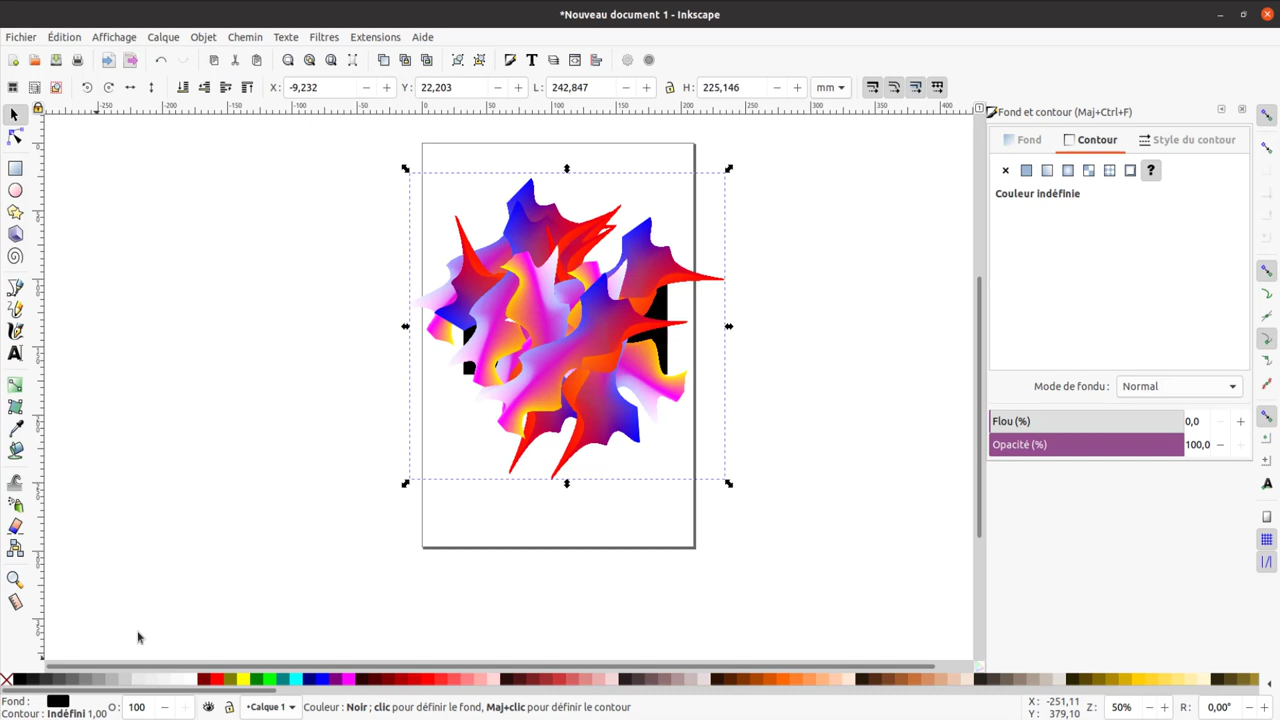 *Nouveau document 1 - Inkscape
Fichier Édition Affichage Calque Objet Chemin Texte Filtres Extensions Aide
X: -9,232 Y: 22,203 L: 242,847 H: 225,146 mm
Fond et contour (Maj+Ctrl+F)
Fond Contour Style du contour
?
Couleur indéfinie
Mode de fondu : Normal
Flou (%) 0,0
Opacité (%) 100,0
Fond :
Contour : Indéfini 1,00
O: 100
•Calque 1
Couleur : Noir ; clic pour définir le fond, Maj+clic pour définir le contour
X: -251,11
Y: 379,10
Z: 50%
R: 0,00°